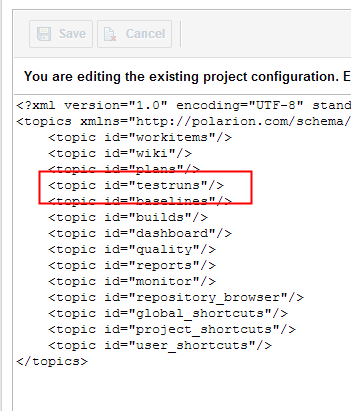 Save Cancel
You are editing the existing project configuration. E
<?xml version="1.0" encoding="UTF-8" stand
<topics xmlns="http://polarion.com/schema/
<topic id="workitems"/>
<topic id="wiki"/>
<topic id="plans"/>
<topic id="testruns"/>
<topic id="baselines"/>
<topic id="builds"/>
<topic id="dashboard"/>
<topic id="quality"/>
<topic id="reports"/>
<topic id="monitor"/>
<topic id="repository_browser"/>
<topic id="global_shortcuts"/>
<topic id="project_shortcuts"/>
<topic id="user_shortcuts"/>
</topics>